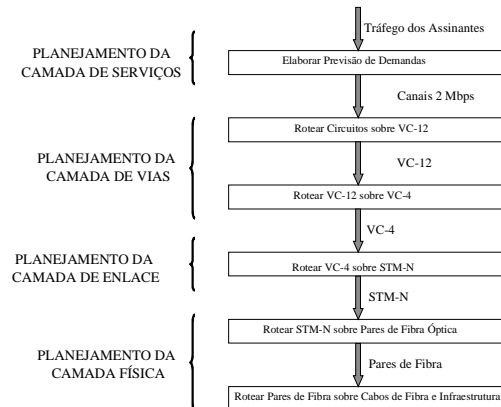 Tráfego dos Assinantes
PLANEJAMENTO DA
CAMADA DE SERVIÇOS
Elaborar Previsão de Demandas
Canais 2 Mbps
Rotear Circuitos sobre VC-12
PLANEJAMENTO DA
CAMADA DE VIAS
VC-12
Rotear VC-12 sobre VC-4
VC-4
PLANEJAMENTO DA
CAMADA DE ENLACE
Rotear VC-4 sobre STM-N
STM-N
Rotear STM-N sobre Pares de Fibra Óptica
PLANEJAMENTO DA
CAMADA FÍSICA
Pares de Fibra
Rotear Pares de Fibra sobre Cabos de Fibra e Infraestrutura